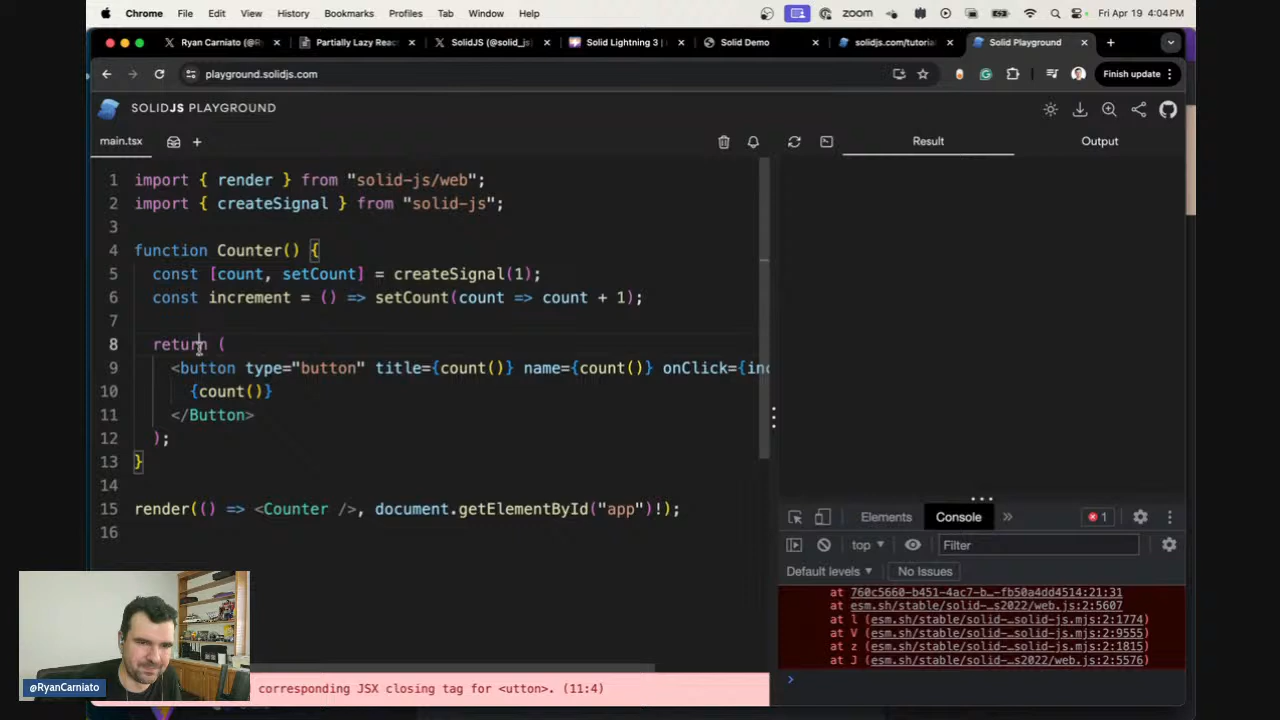 Chrome File Edit View History Bookmarks Profiles Tab Window Help zoom Fri Apr 19 4:04 PM
Ryan Carniato (@R Partially Lazy Reac SolidJS (@solid_js) Solid Lightning 3 | Solid Demo solidjs.com/tutoria Solid Playground
playground.solidjs.com Finish update
SOLIDJS PLAYGROUND
main.tsx Result Output
1 import { render } from "solid-js/web";
2 import { createSignal } from "solid-js";
3
4 function Counter() {
5 const [count, setCount] = createSignal(1);
6 const increment = () => setCount(count => count + 1);
7
8 return (
9 <button type="button" title={count()} name={count()} onClick={inc
10 {count()}
11 </Button>
12 );
13 }
14
15 render(() => <Counter />, document.getElementById("app")!);
16
Elements Console » 1
top Filter
Default levels No Issues
at 760c5660-b451-4ac7-b…-fb50a4dd4514:21:31
at esm.sh/stable/solid-…s2022/web.js:2:5607
at l (esm.sh/stable/solid-…solid-js.mjs:2:1774)
at V (esm.sh/stable/solid-…solid-js.mjs:2:9555)
at z (esm.sh/stable/solid-…solid-js.mjs:2:1815)
at J (esm.sh/stable/solid-…s2022/web.js:2:5576)
@RyanCarniato
corresponding JSX closing tag for <utton>. (11:4)